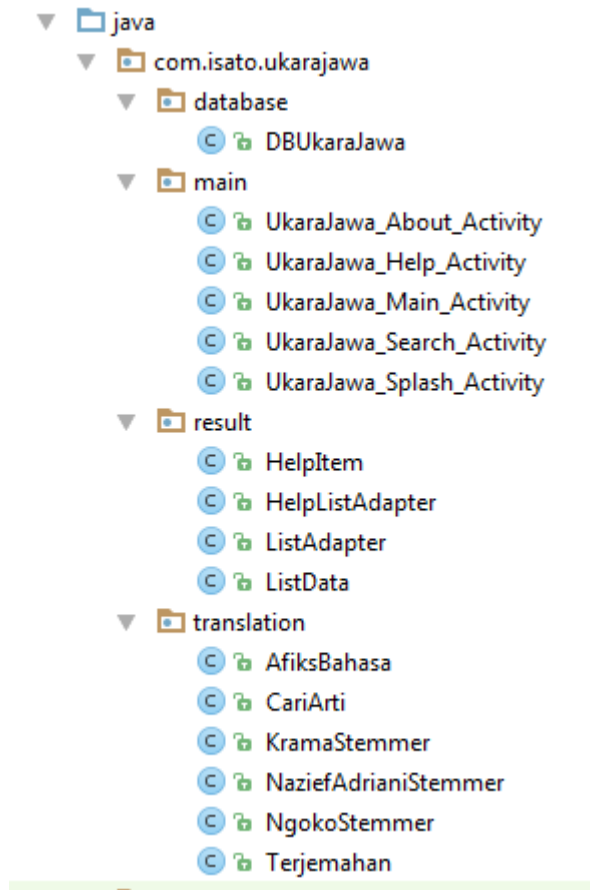 java
com.isato.ukarajawa
database
DBUkaraJawa
main
UkaraJawa_About_Activity
UkaraJawa_Help_Activity
UkaraJawa_Main_Activity
UkaraJawa_Search_Activity
UkaraJawa_Splash_Activity
result
HelpItem
HelpListAdapter
ListAdapter
ListData
translation
AfiksBahasa
CariArti
KramaStemmer
NaziefAdrianiStemmer
NgokoStemmer
Terjemahan